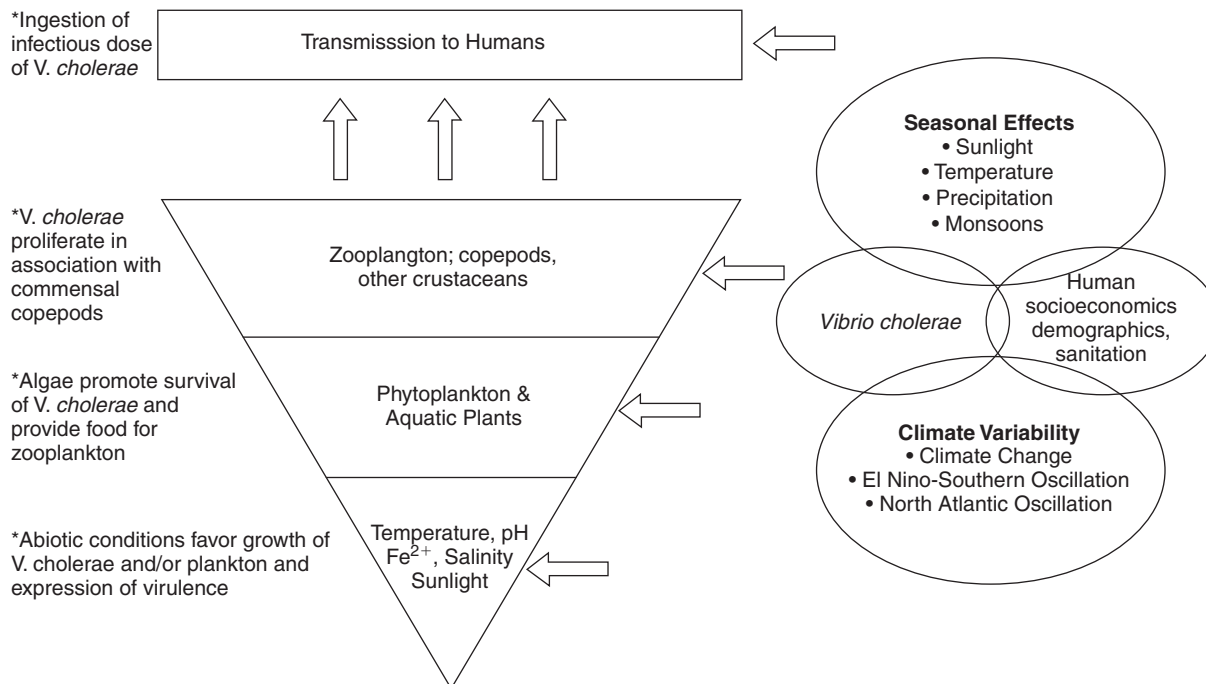 *Ingestion of
infectious dose
of V. cholerae
Transmisssion to Humans
*V. cholerae
proliferate in
association with
commensal
copepods
Zooplangton; copepods,
other crustaceans
*Algae promote survival
of V. cholerae and
provide food for
zooplankton
Phytoplankton &
Aquatic Plants
*Abiotic conditions favor growth of
V. cholerae and/or plankton and
expression of virulence
Temperature, pH
Fe²⁺, Salinity
Sunlight
Seasonal Effects
• Sunlight
• Temperature
• Precipitation
• Monsoons
Vibrio cholerae
Human
socioeconomics
demographics,
sanitation
Climate Variability
• Climate Change
• El Nino-Southern Oscillation
• North Atlantic Oscillation